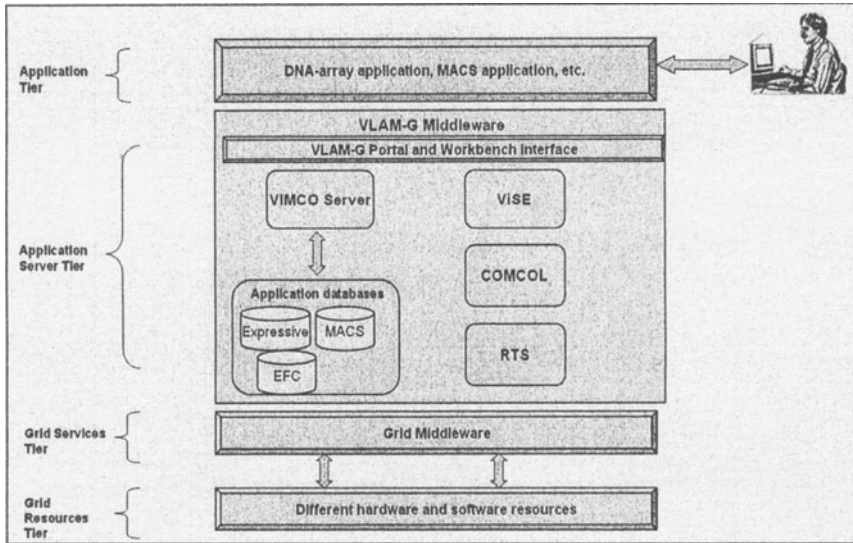 Application
Tier
DNA-array application, MACS application, etc.
VLAM-G Middleware
VLAM-G Portal and Workbench Interface
Application
Server Tier
VIMCO Server
ViSE
COMCOL
RTS
Application databases
Expressive
MACS
EFC
Grid Services
Tier
Grid Middleware
Grid
Resources
Tier
Different hardware and software resources